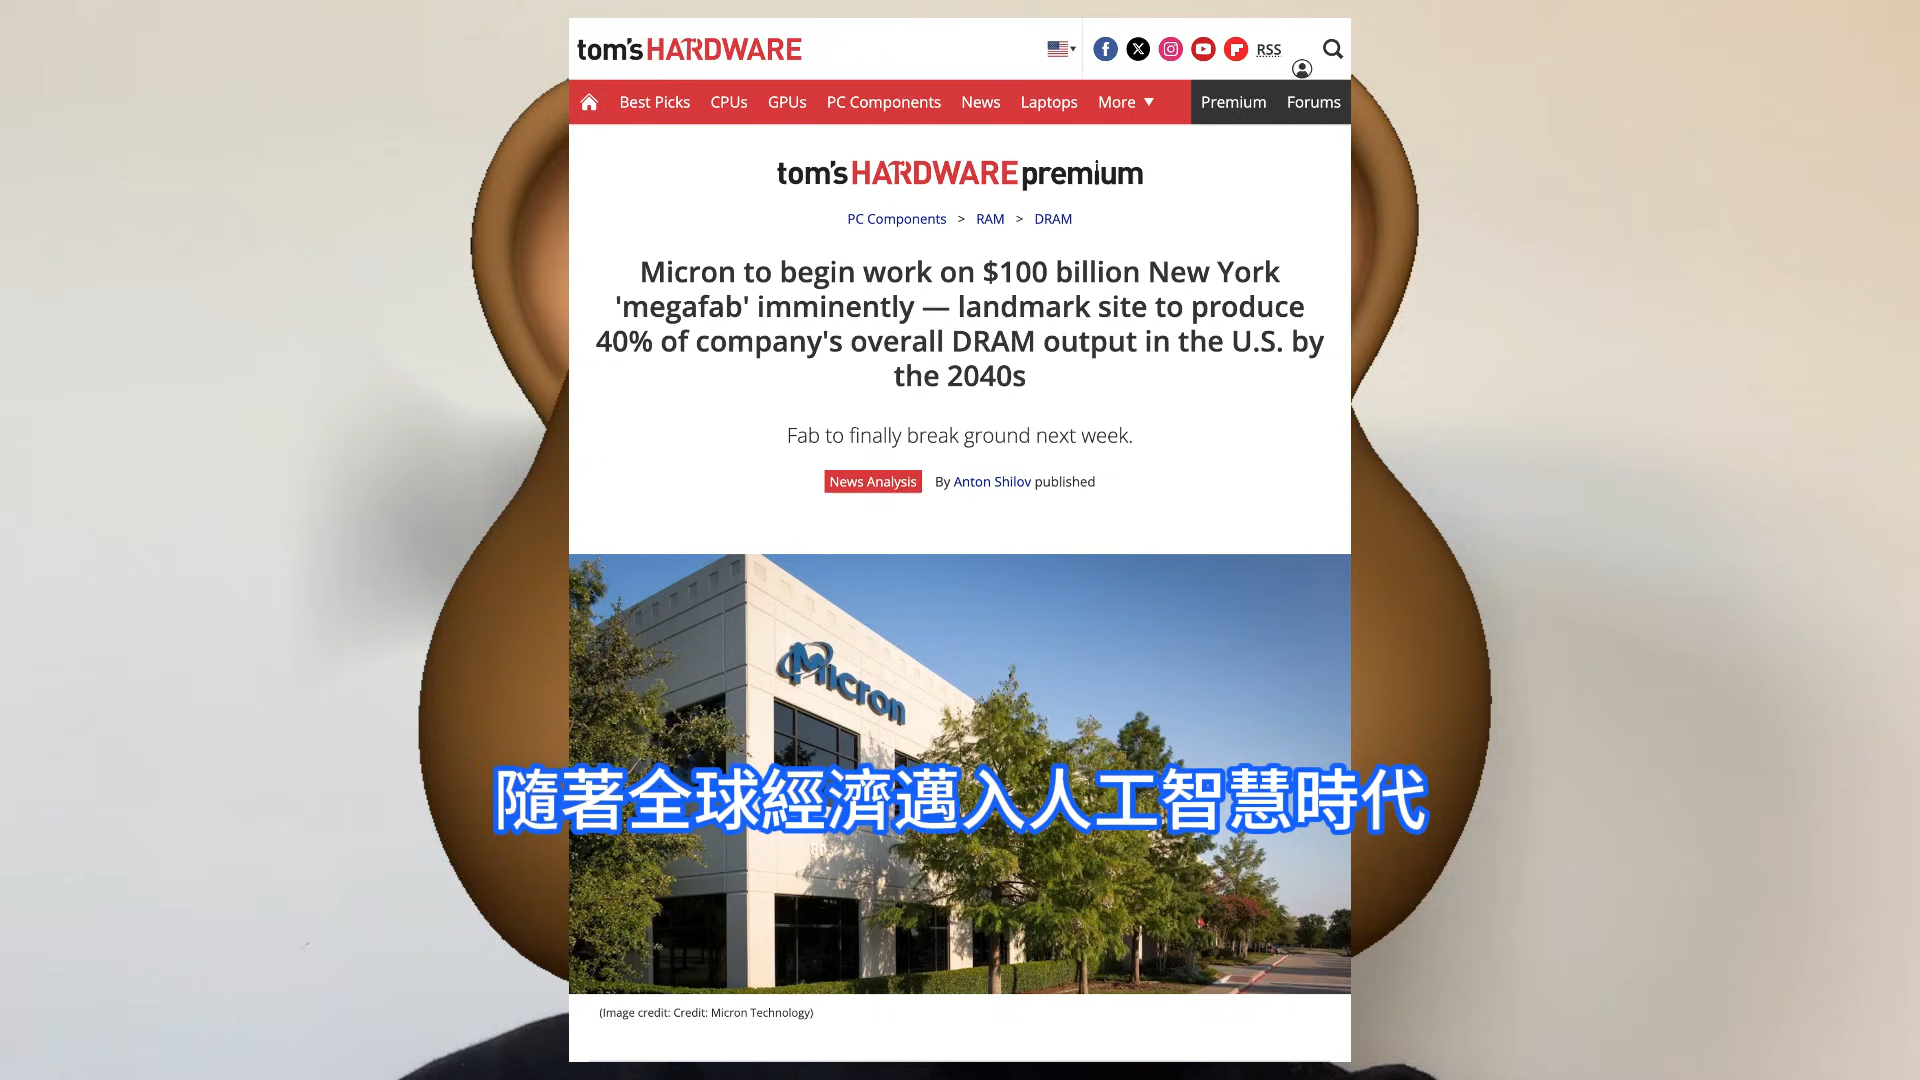 tom's HARDWARE
RSS
Best Picks CPUs GPUs PC Components News Laptops More Premium Forums
tom's HARDWARE premium
PC Components > RAM > DRAM
Micron to begin work on $100 billion New York
'megafab' imminently — landmark site to produce
40% of company's overall DRAM output in the U.S. by
the 2040s
Fab to finally break ground next week.
News Analysis By Anton Shilov published
Micron
隨著全球經濟邁入人工智慧時代
(Image credit: Credit: Micron Technology)